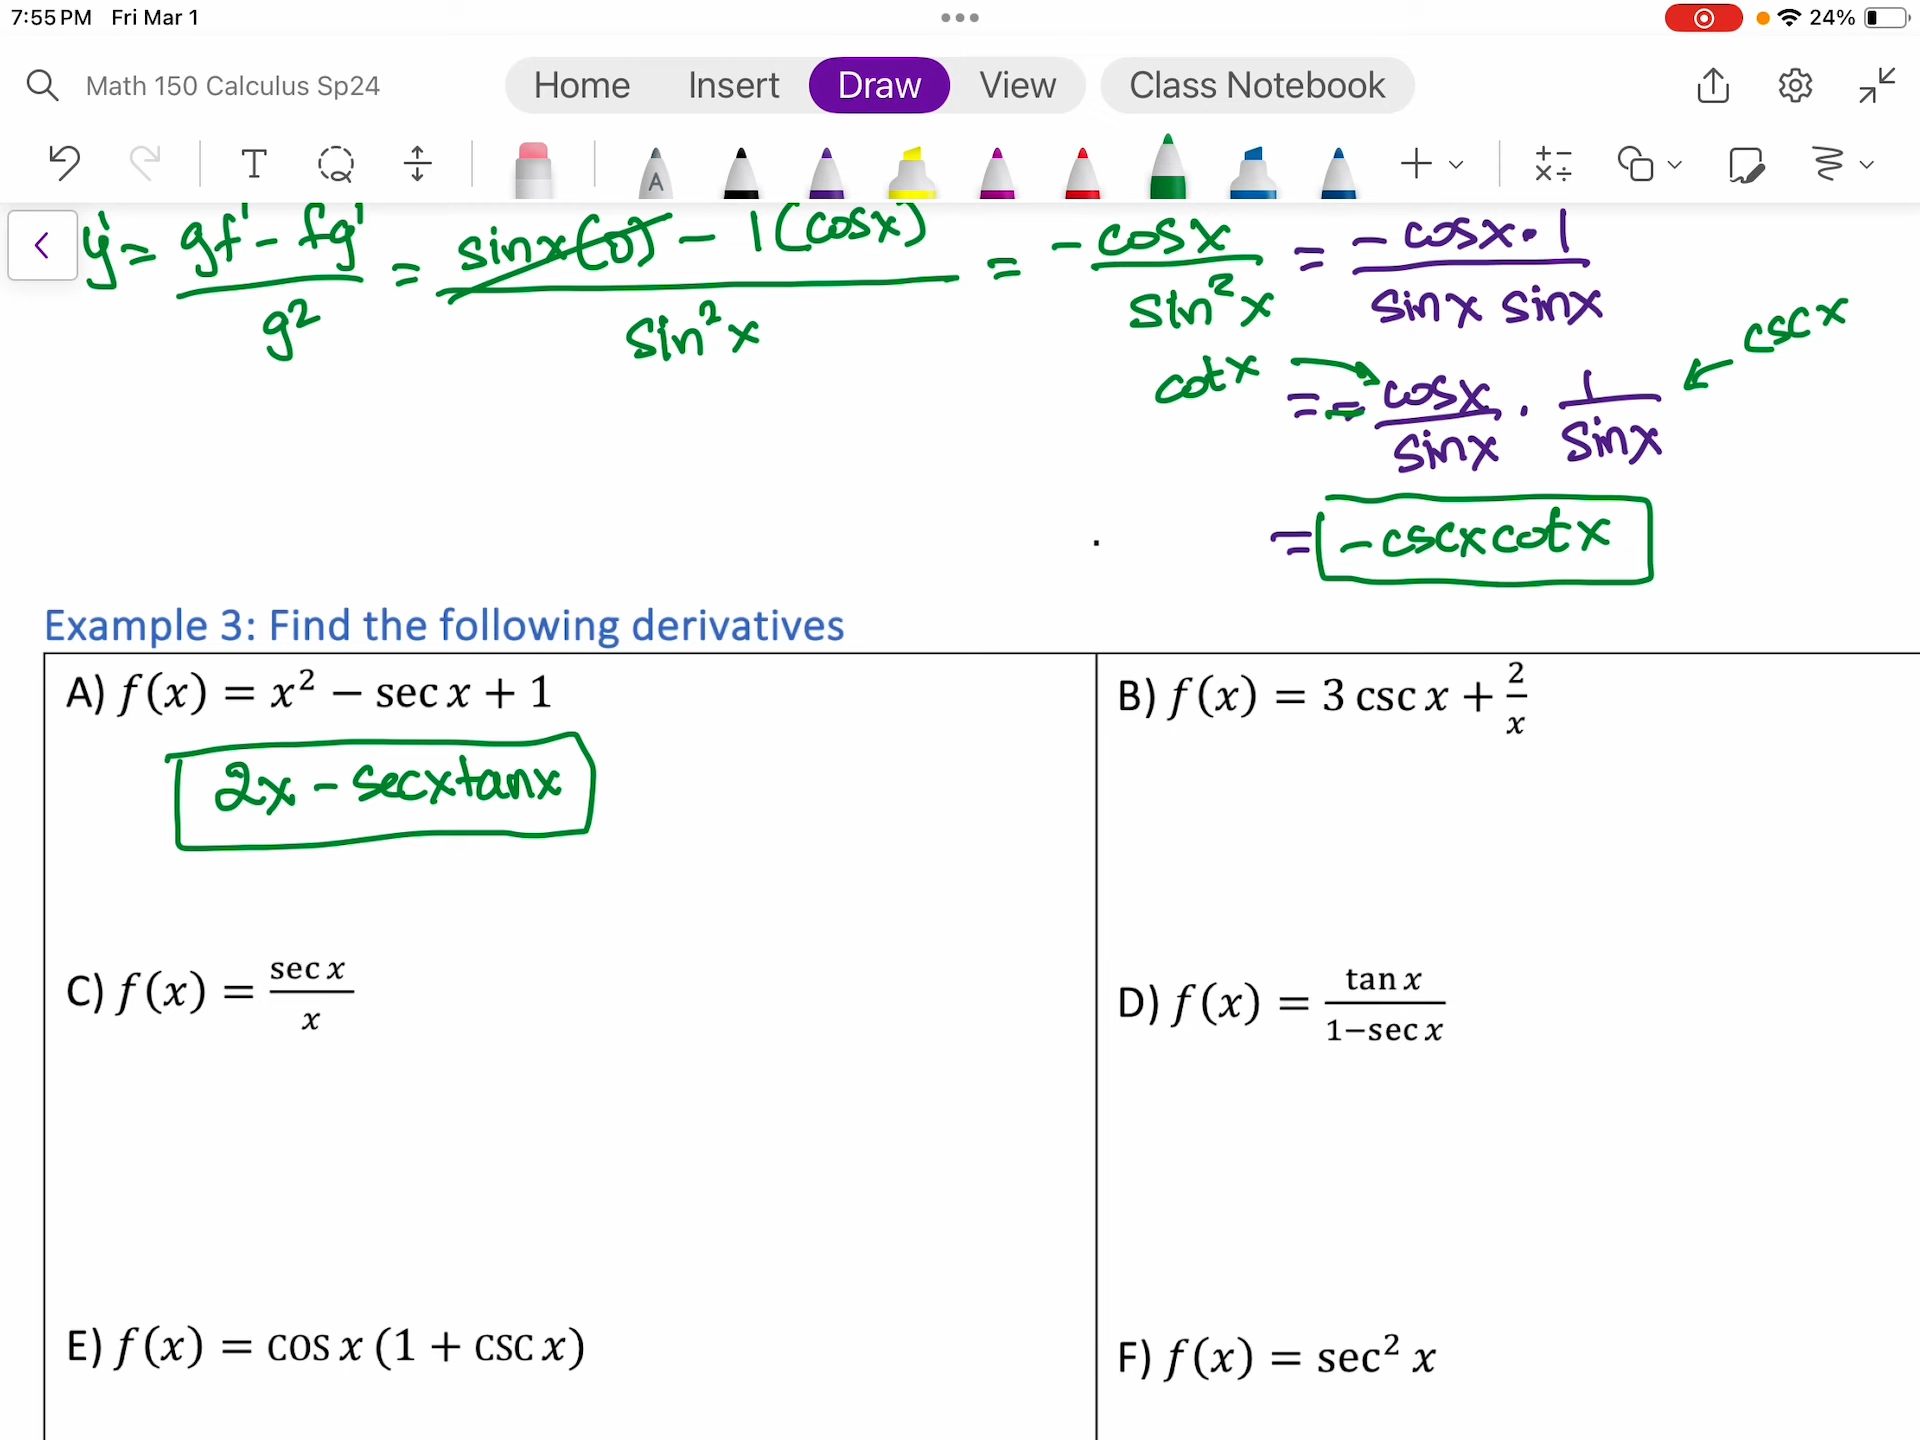 7:55 PM Fri Mar 1 24%
Math 150 Calculus Sp24 Home Insert Draw View Class Notebook
T A
y' = (gf' - fg')/g² = (sinx(0) - 1(cosx))/sin²x = -cosx/sin²x = (-cosx • 1)/(sinx sinx)
cotx cscx
= = cosx/sinx · 1/sinx
= -cscxcotx
Example 3: Find the following derivatives
A) f(x) = x² − sec x + 1
B) f(x) = 3 csc x + 2/x
2x - secxtanx
C) f(x) = sec x/x
D) f(x) = tan x/(1−sec x)
E) f(x) = cos x (1 + csc x)
F) f(x) = sec² x